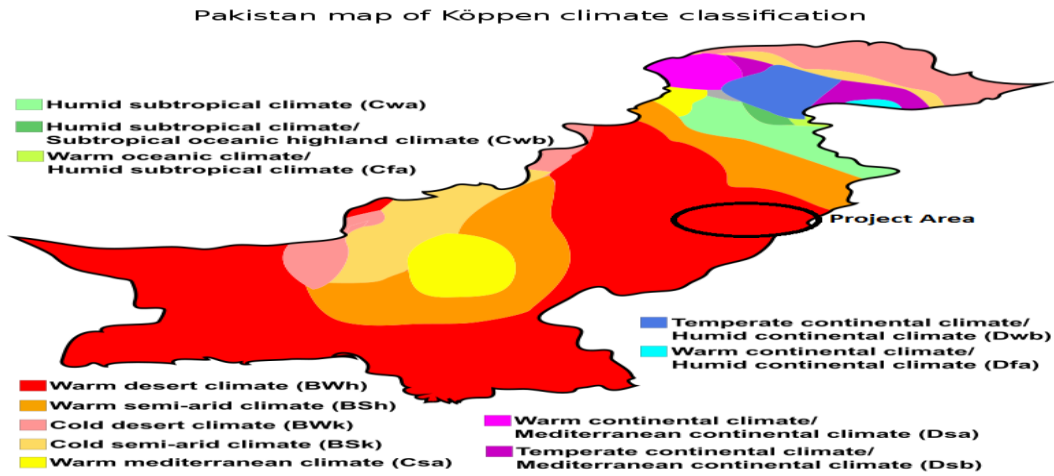 Pakistan map of Köppen climate classification
Humid subtropical climate (Cwa)
Humid subtropical climate/
Subtropical oceanic highland climate (Cwb)
Warm oceanic climate/
Humid subtropical climate (Cfa)
Project Area
Temperate continental climate/
Humid continental climate (Dwb)
Warm continental climate/
Humid continental climate (Dfa)
Warm desert climate (BWh)
Warm semi-arid climate (BSh)
Cold desert climate (BWk)
Cold semi-arid climate (BSk)
Warm mediterranean climate (Csa)
Warm continental climate/
Mediterranean continental climate (Dsa)
Temperate continental climate/
Mediterranean continental climate (Dsb)